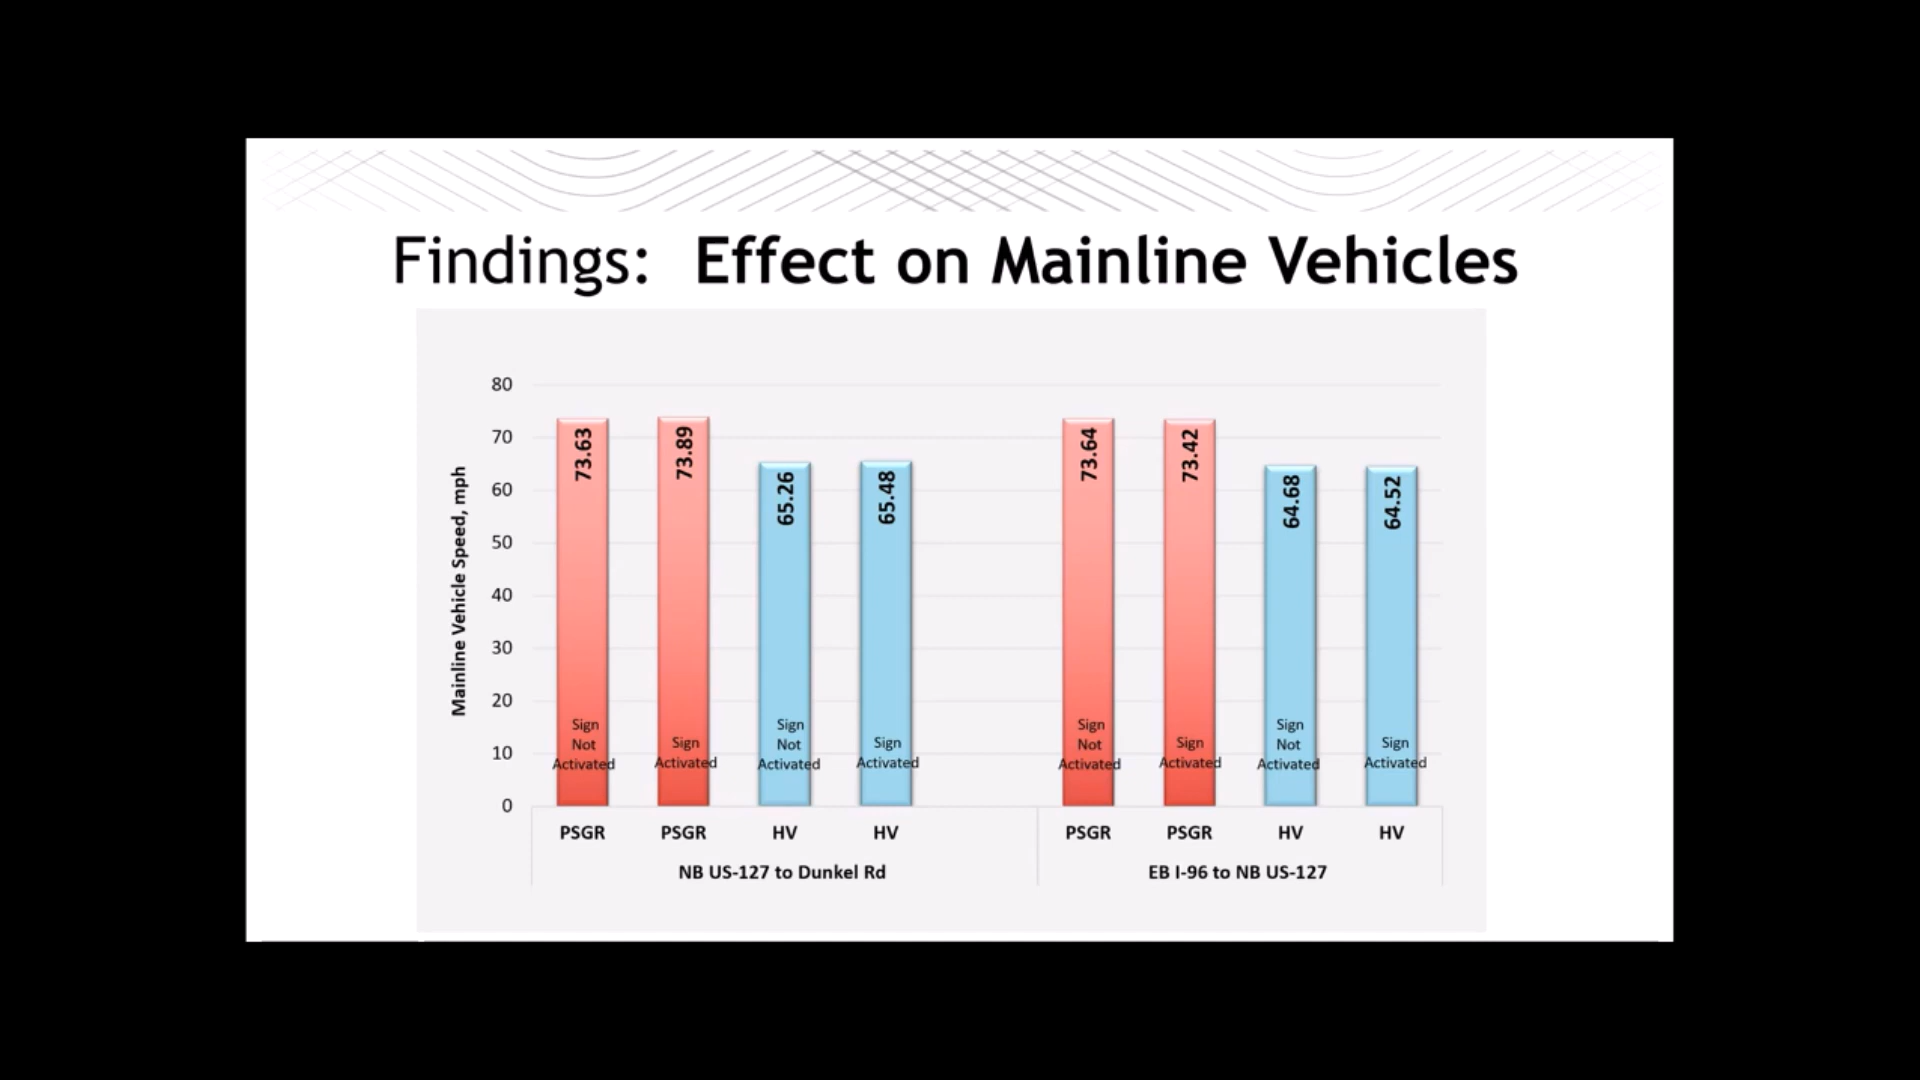 Findings: Effect on Mainline Vehicles
Mainline Vehicle Speed, mph
80
70
60
50
40
30
20
10
0
73.63
73.89
65.26
65.48
73.64
73.42
64.68
64.52
Sign
Not
Activated
Sign
Activated
Sign
Not
Activated
Sign
Activated
Sign
Not
Activated
Sign
Activated
Sign
Not
Activated
Sign
Activated
PSGR PSGR HV HV PSGR PSGR HV HV
NB US-127 to Dunkel Rd EB I-96 to NB US-127